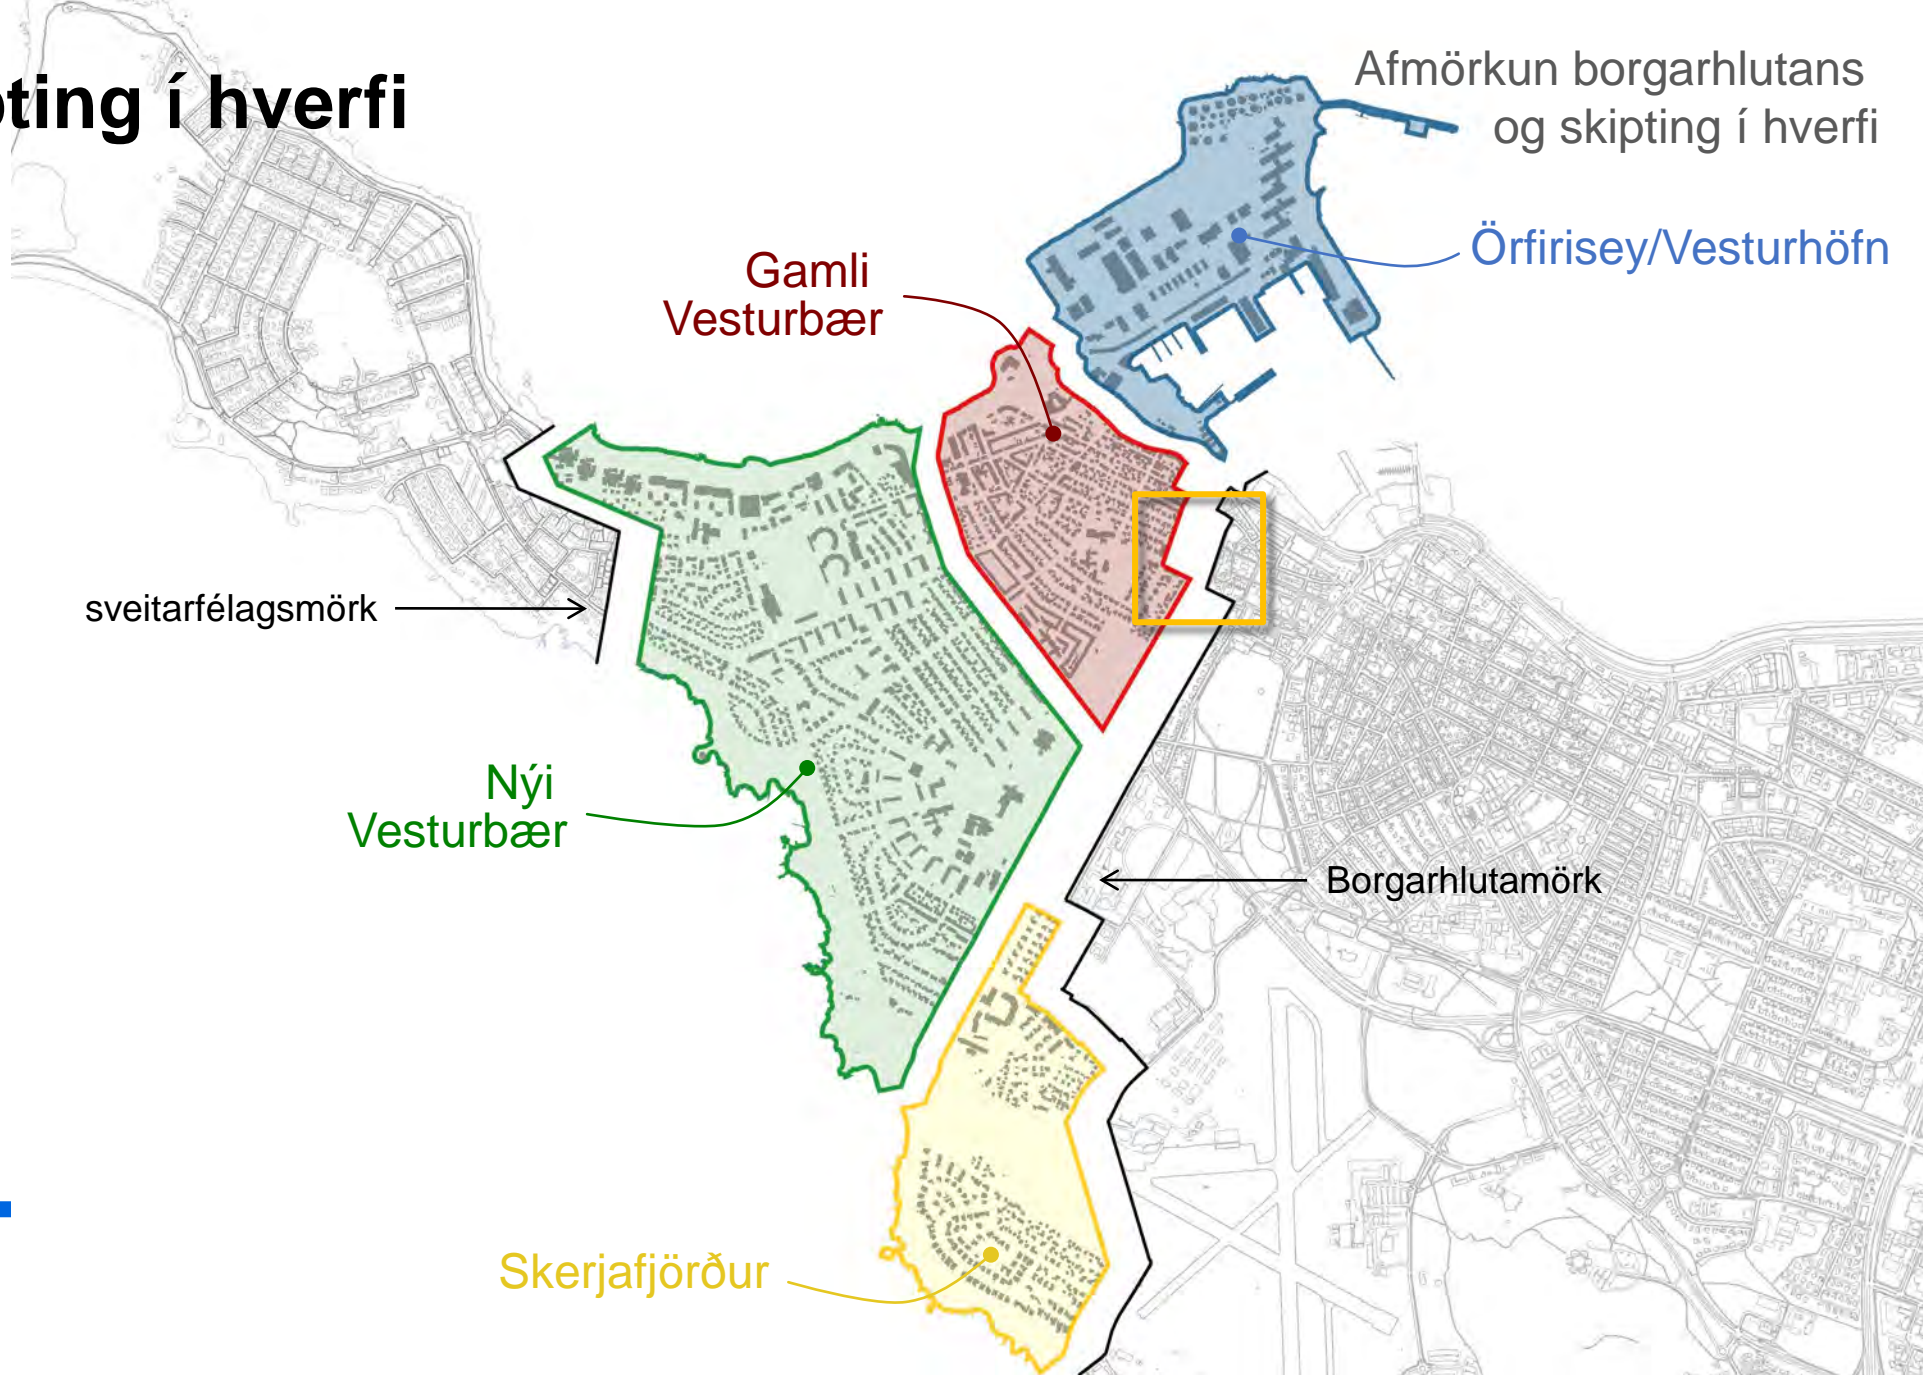 ting í hverfi
Afmörkun borgarhlutans
og skipting í hverfi
Örfirisey/Vesturhöfn
Gamli
Vesturbær
sveitarfélagsmörk
Nýi
Vesturbær
Borgarhlutamörk
Skerjafjörður